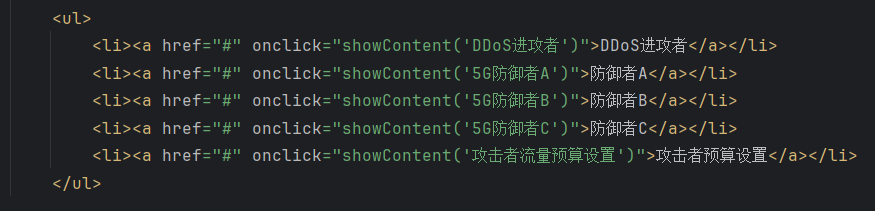 <ul>
<li><a href="#" onclick="showContent('DDoS进攻者')">DDoS进攻者</a></li>
<li><a href="#" onclick="showContent('5G防御者A')">防御者A</a></li>
<li><a href="#" onclick="showContent('5G防御者B')">防御者B</a></li>
<li><a href="#" onclick="showContent('5G防御者C')">防御者C</a></li>
<li><a href="#" onclick="showContent('攻击者流量预算设置')">攻击者预算设置</a></li>
</ul>